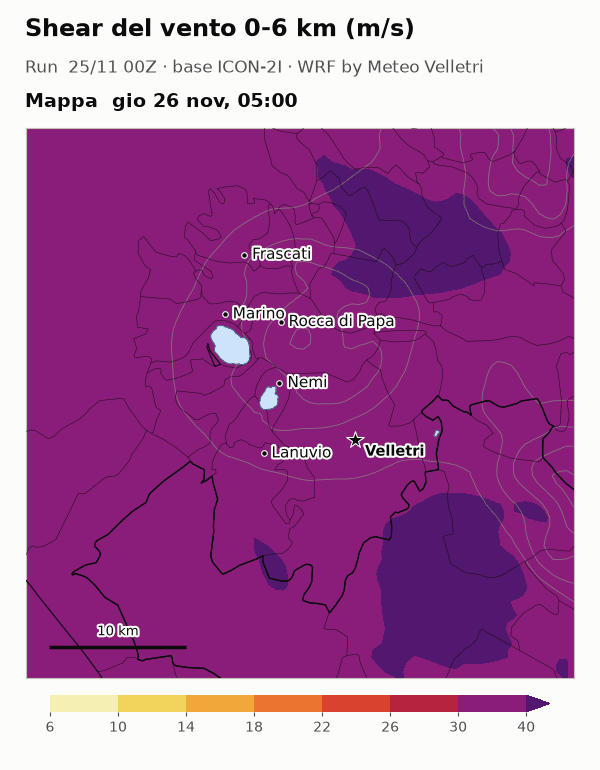 Shear del vento 0-6 km (m/s)
Run  25/11 00Z · base ICON-2I · WRF by Meteo Velletri
Mappa  gio 26 nov, 05:00
Frascati
Marino
Rocca di Papa
Nemi
Velletri
Lanuvio
10 km
6 10 14 18 22 26 30 40